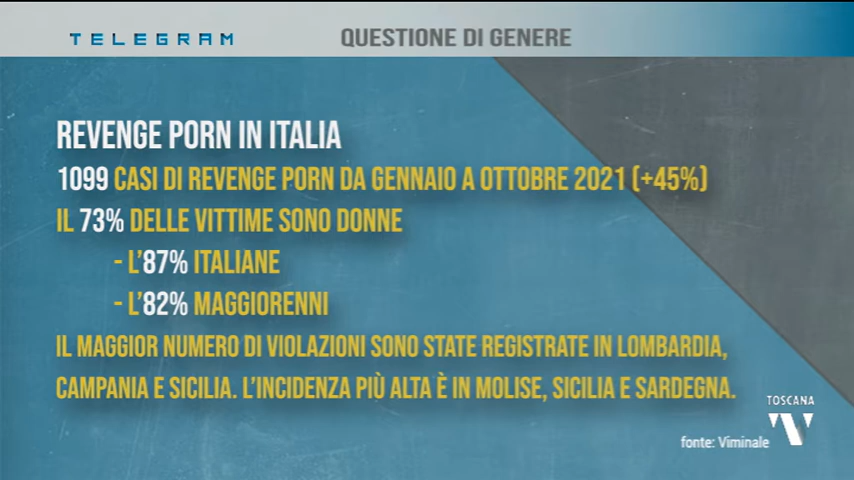 TELEGRAM
QUESTIONE DI GENERE
REVENGE PORN IN ITALIA
1099 CASI DI REVENGE PORN DA GENNAIO A OTTOBRE 2021 (+45%)
IL 73% DELLE VITTIME SONO DONNE
- L'87% ITALIANE
- L'82% MAGGIORENNI
IL MAGGIOR NUMERO DI VIOLAZIONI SONO STATE REGISTRATE IN LOMBARDIA,
CAMPANIA E SICILIA. L'INCIDENZA PIÙ ALTA È IN MOLISE, SICILIA E SARDEGNA.
TOSCANA
TV
fonte: Viminale